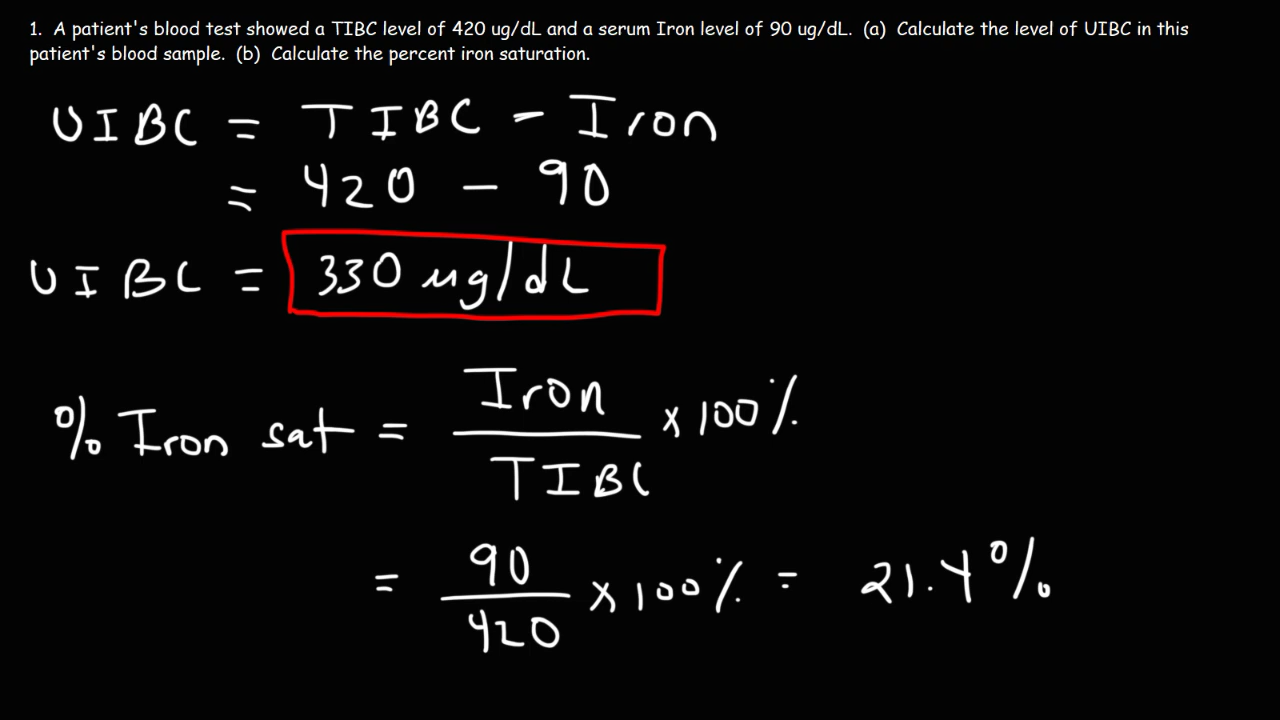 1. A patient's blood test showed a TIBC level of 420 ug/dL and a serum Iron level of 90 ug/dL. (a) Calculate the level of UIBC in this
patient's blood sample. (b) Calculate the percent iron saturation.
UIBC = TIBC - Iron
= 420 - 90
UIBC = 330 ug/dL
% Iron sat = Iron / TIBC x 100%
= 90 / 420 x 100% = 21.4%